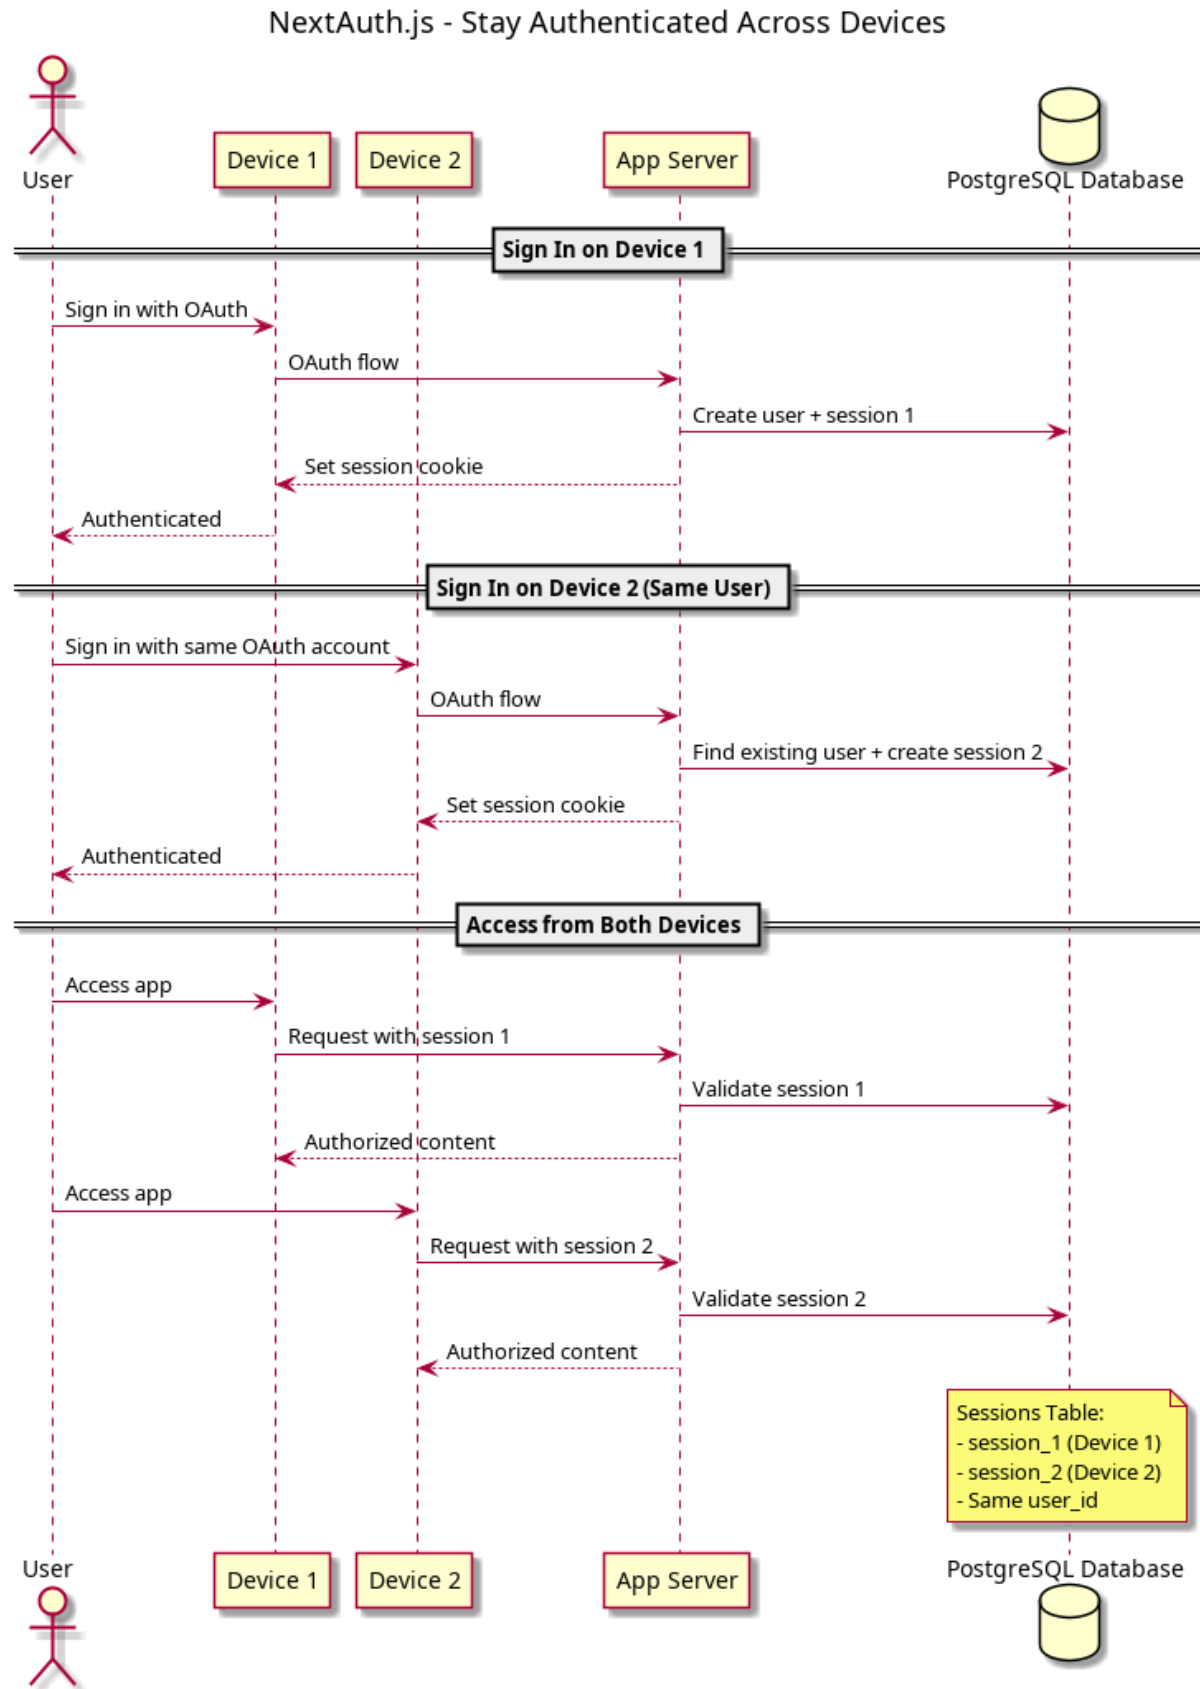 NextAuth.js - Stay Authenticated Across Devices
User
Device 1
Device 2
App Server
PostgreSQL Database
Sign In on Device 1
Sign in with OAuth
OAuth flow
Create user + session 1
Set session cookie
Authenticated
Sign In on Device 2 (Same User)
Sign in with same OAuth account
OAuth flow
Find existing user + create session 2
Set session cookie
Authenticated
Access from Both Devices
Access app
Request with session 1
Validate session 1
Authorized content
Access app
Request with session 2
Validate session 2
Authorized content
Sessions Table:
- session_1 (Device 1)
- session_2 (Device 2)
- Same user_id
User
Device 1
Device 2
App Server
PostgreSQL Database